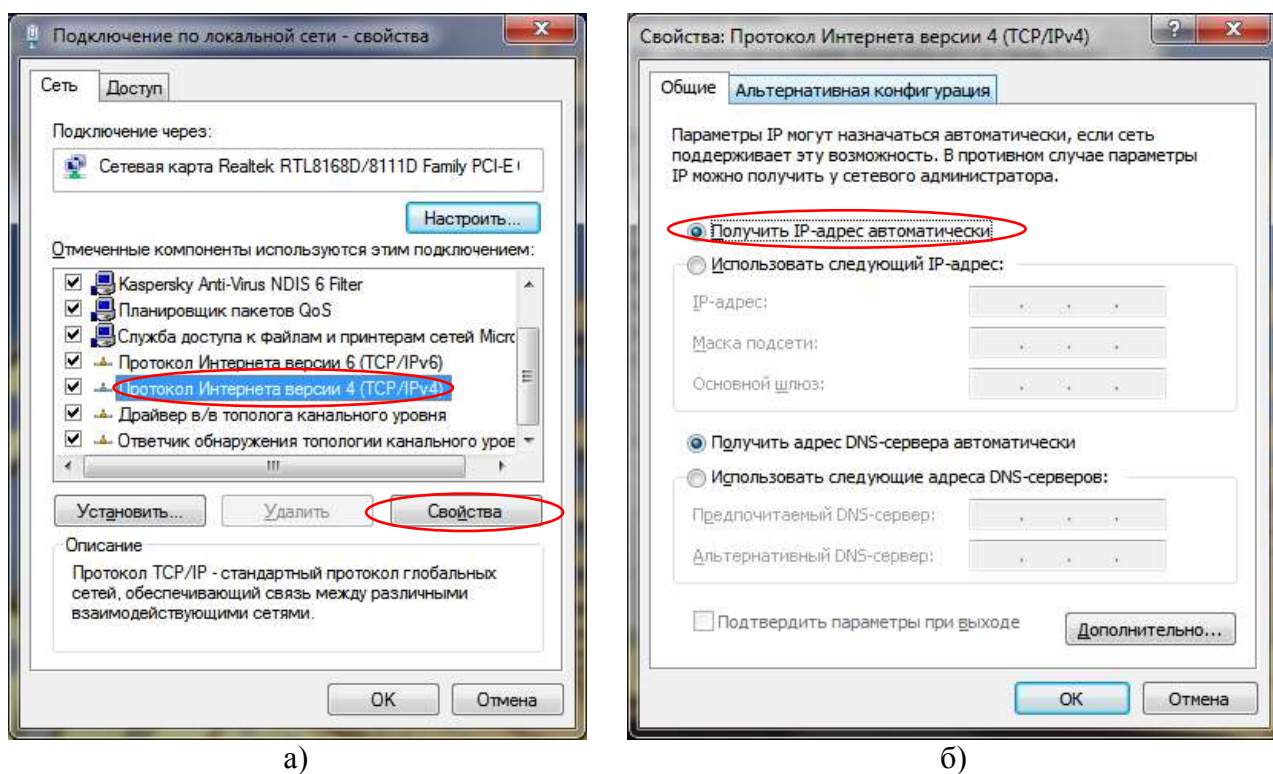 Подключение по локальной сети - свойства
Сеть
Доступ
Подключение через:
Сетевая карта Realtek RTL8168D/8111D Family PCI-E
Настроить...
Отмеченные компоненты используются этим подключением:
Kaspersky Anti-Virus NDIS 6 Filter
Планировщик пакетов QoS
Служба доступа к файлам и принтерам сетей Micrc
Протокол Интернета версии 6 (TCP/IPv6)
Протокол Интернета версии 4 (TCP/IPv4)
Драйвер в/в тополога канального уровня
Ответчик обнаружения топологии канального уров
Установить...
Удалить
Свойства
Описание
Протокол TCP/IP - стандартный протокол глобальных
сетей, обеспечивающий связь между различными
взаимодействующими сетями.
OK
Отмена
а)
Свойства: Протокол Интернета версии 4 (TCP/IPv4)
?
Общие
Альтернативная конфигурация
Параметры IP могут назначаться автоматически, если сеть
поддерживает эту возможность. В противном случае параметры
IP можно получить у сетевого администратора.
Получить IP-адрес автоматически
Использовать следующий IP-адрес:
IP-адрес:
Маска подсети:
Основной шлюз:
Получить адрес DNS-сервера автоматически
Использовать следующие адреса DNS-серверов:
Предпочитаемый DNS-сервер:
Альтернативный DNS-сервер:
Подтвердить параметры при выходе
Дополнительно...
OK
Отмена
б)